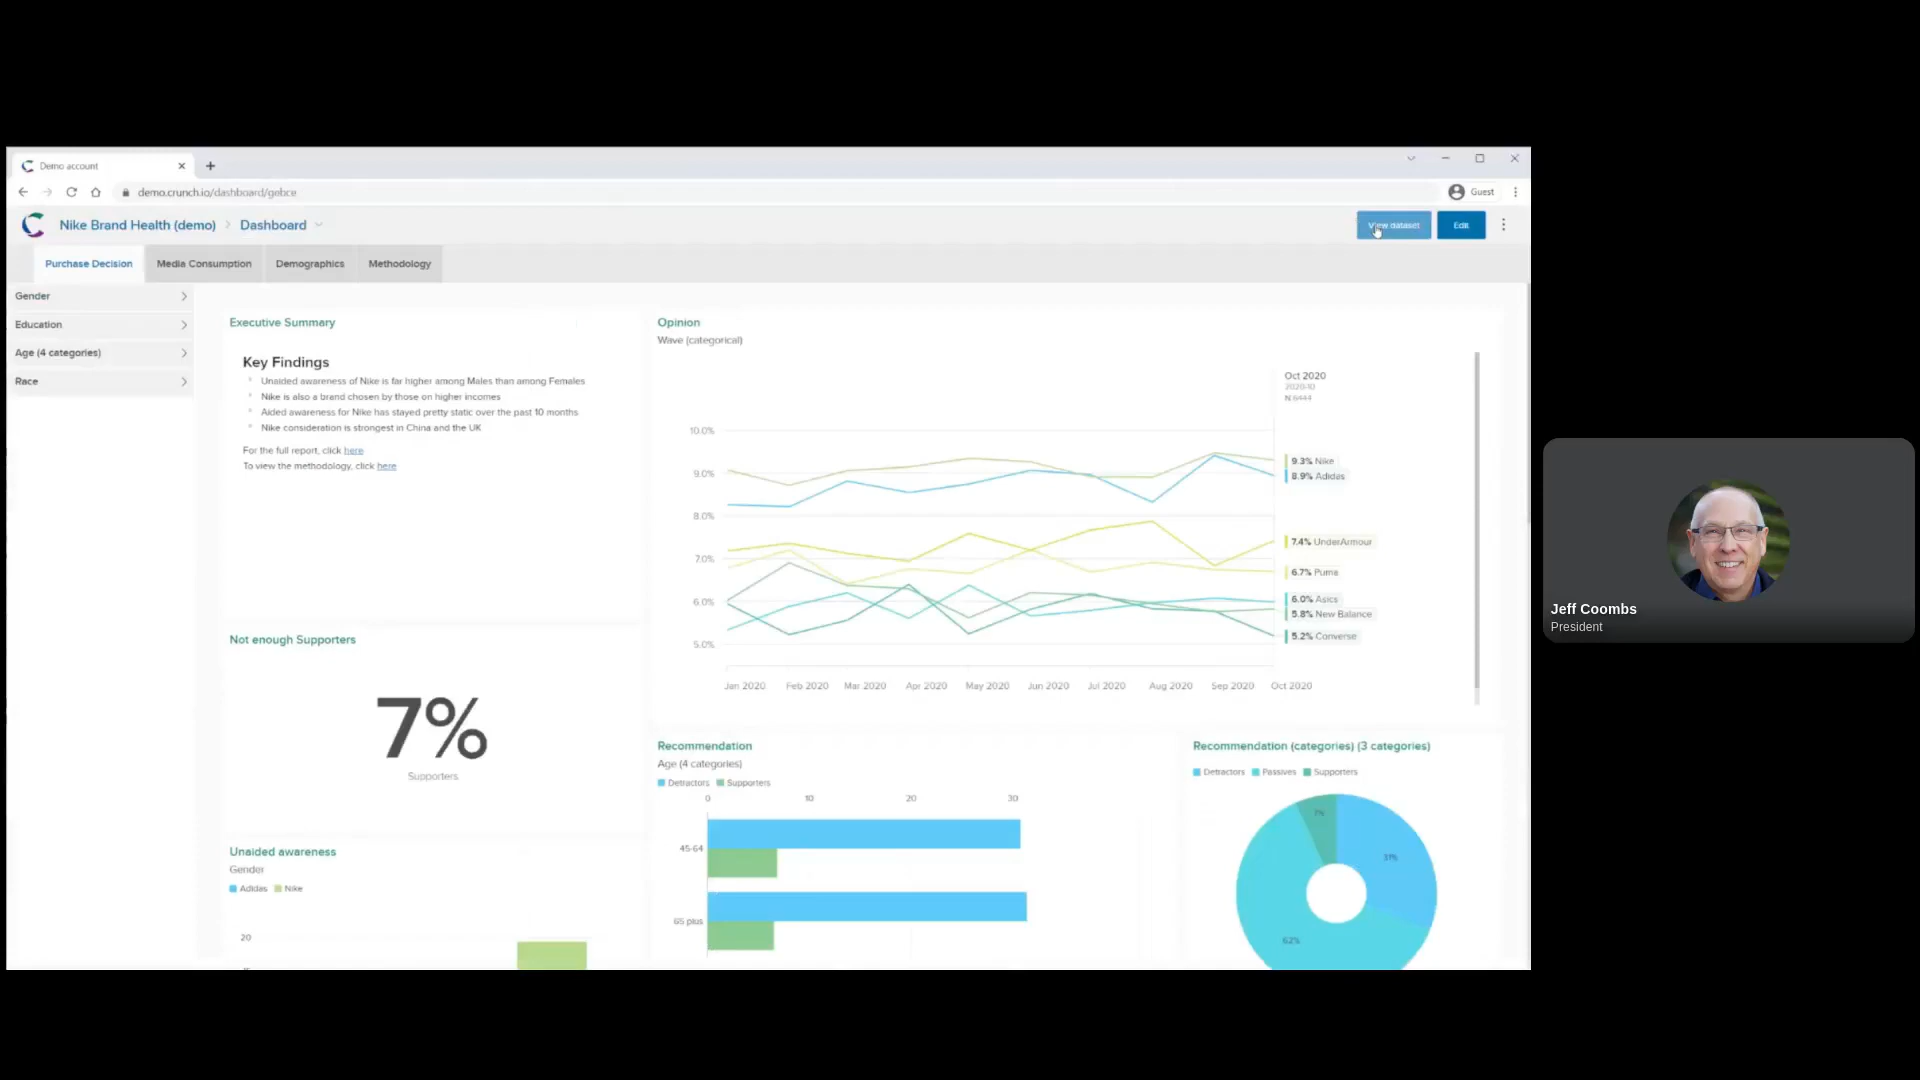 Demo account
demo.crunch.io/dashboard/gebce
Guest
Nike Brand Health (demo)
Dashboard
View dataset
Edit
Purchase Decision
Media Consumption
Demographics
Methodology
Gender
Education
Age (4 categories)
Race
Executive Summary
Key Findings
Unaided awareness of Nike is far higher among Males than among Females
Nike is also a brand chosen by those on higher incomes
Aided awareness for Nike has stayed pretty static over the past 10 months
Nike consideration is strongest in China and the UK
For the full report, click here
To view the methodology, click here
Opinion
Wave (categorical)
Oct 2020
2020-10
N 6444
10.0%
9.0%
8.0%
7.0%
6.0%
5.0%
9.3% Nike
8.9% Adidas
7.4% UnderArmour
6.7% Puma
6.0% Asics
5.8% New Balance
5.2% Converse
Jan 2020 Feb 2020 Mar 2020 Apr 2020 May 2020 Jun 2020 Jul 2020 Aug 2020 Sep 2020 Oct 2020
Not enough Supporters
7%
Supporters
Unaided awareness
Gender
Adidas Nike
20
Recommendation
Age (4 categories)
Detractors Supporters
0 10 20 30
45-64
65 plus
Recommendation (categories) (3 categories)
Detractors Passives Supporters
7%
31%
62%
Jeff Coombs
President